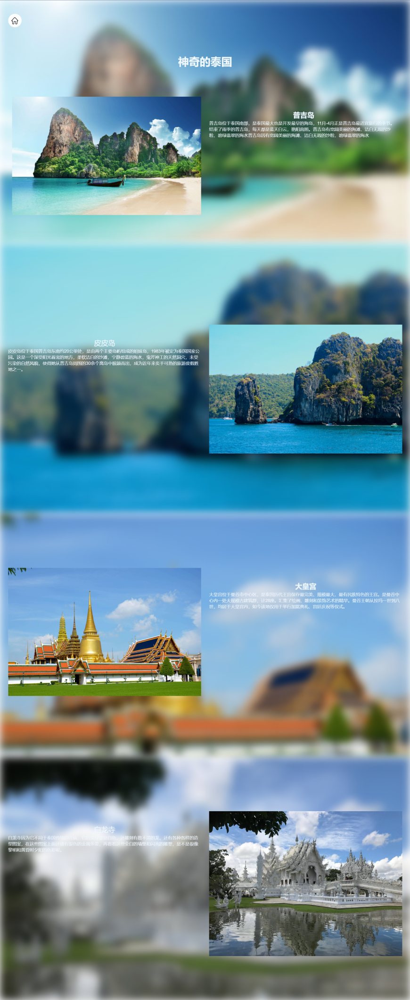 神奇的泰国
普吉岛
普吉岛位于泰国南部，是泰国最大也是开发最早的海岛，11月-4月正是普吉岛最适宜旅行的季节。
结束了雨季的普吉岛，每天都是蓝天白云，艳阳高照。普吉岛有宽阔美丽的海滩、洁白无瑕的沙
粒、碧绿翡翠的海水普吉岛因有宽阔美丽的海滩、洁白无瑕的沙粒、碧绿翡翠的海水
皮皮岛
皮皮岛位于泰国普吉岛东南约20公里处，是由两个主要岛屿组成的姐妹岛，1983年被定为泰国国家公
园。这是一个深受阳光眷宠的地方，柔软洁白的沙滩，宁静碧蓝的海水，鬼斧神工的天然洞穴，未受
污染的自然风貌，使得她从普吉岛周围的30余个离岛中脱颖而出，成为近年来炙手可热的旅游度假胜
地之一。
大皇宫
大皇宫位于曼谷市中心区，是泰国历代王宫保存最完美、规模最大、最有民族特色的王宫。是曼谷中
心内一处大规模古建筑群，计28座。汇集了绘画、雕刻和装饰艺术的精华。曼谷王朝从拉玛一世到八
世，均居于大皇宫内，如今该地仅用于举行加冕典礼、宫廷庆祝等仪式。
白龙寺
白龙寺因为它不同于泰国 还雕刻有数不清的龙，还有各种各样的造
型图案，在这些图案上面还 再看看这些全白的墙壁和闪亮的雕塑，是不是很像
黎明和黄昏时夕阳的